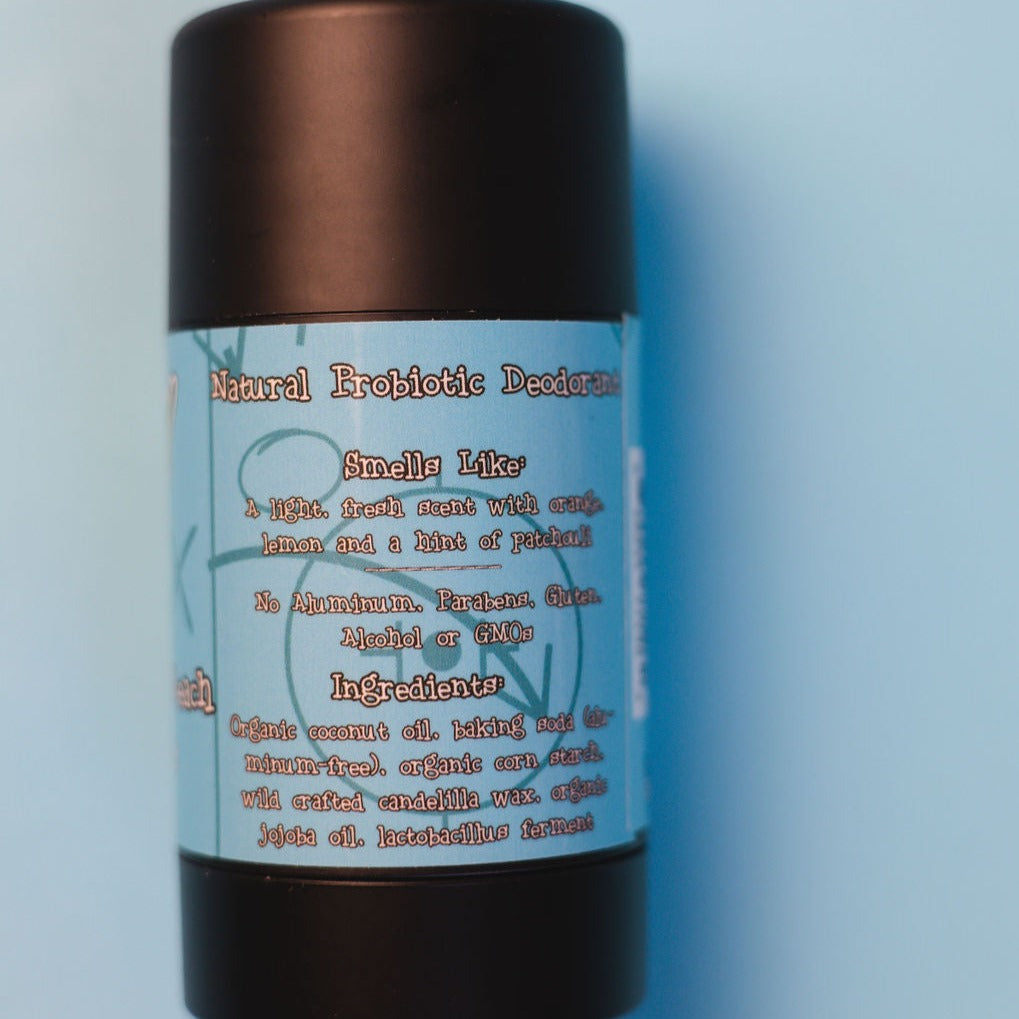 Natural Probiotic Deodorant
Smells Like:
A light, fresh scent with orange,
lemon and a hint of patchouli
No Aluminum, Parabens, Gluten,
Alcohol or GMOs
Ingredients:
Organic coconut oil, baking soda (alu-
minum-free), organic corn starch,
wild crafted candelilla wax, organic
jojoba oil, lactobacillus ferment
each